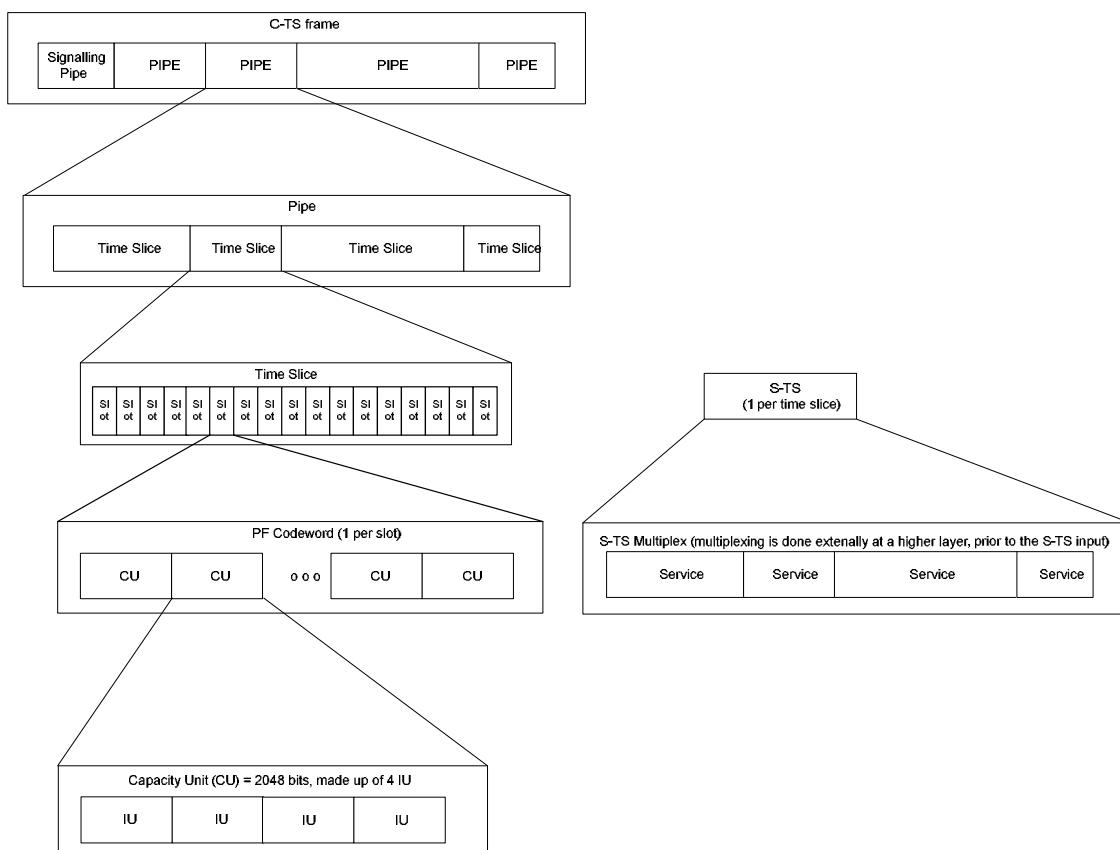 C-TS frame
Signalling
Pipe
PIPE
PIPE
PIPE
PIPE
Pipe
Time Slice
Time Slice
Time Slice
Time Slice
Time Slice
Sl
ot
Sl
ot
Sl
ot
Sl
ot
Sl
ot
Sl
ot
Sl
ot
Sl
ot
Sl
ot
Sl
ot
Sl
ot
Sl
ot
Sl
ot
Sl
ot
Sl
ot
Sl
ot
Sl
ot
S-TS
(1 per time slice)
PF Codeword (1 per slot)
CU
CU
o o o
CU
CU
S-TS Multiplex (multiplexing is done extenally at a higher layer, prior to the S-TS input)
Service
Service
Service
Service
Capacity Unit (CU) = 2048 bits, made up of 4 IU
IU
IU
IU
IU